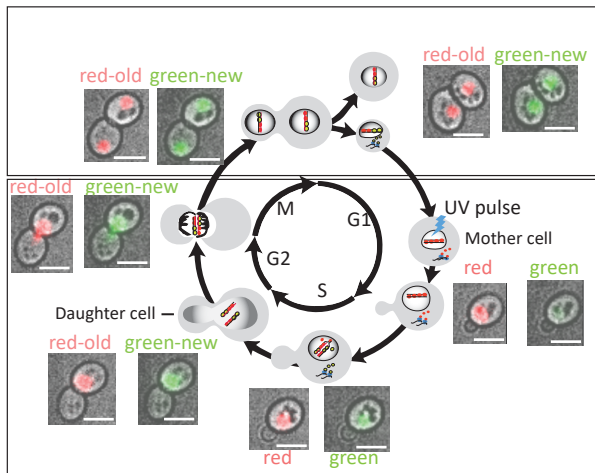 red-old green-new
red-old green-new
red-old green-new
M
G1
G2
S
UV pulse
Mother cell
red green
Daughter cell
red-old green-new
red green